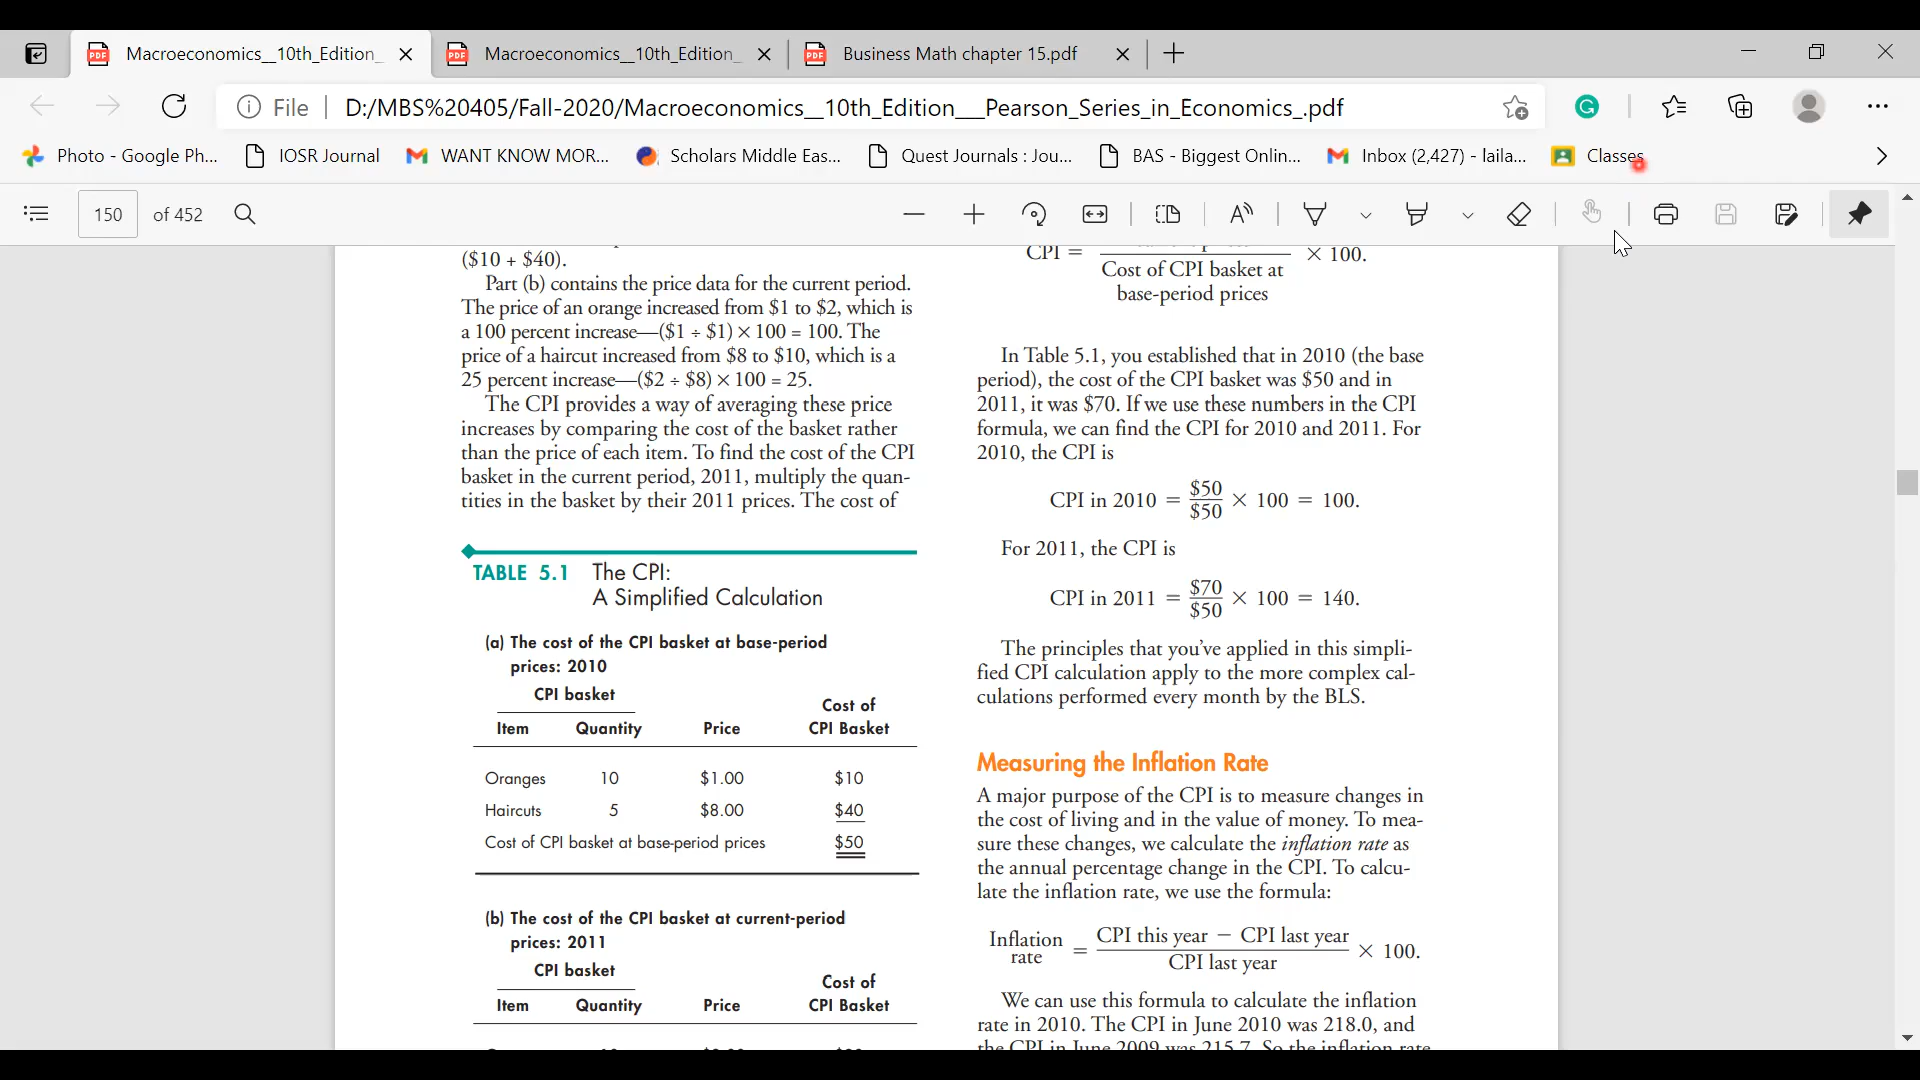 Macroeconomics__10th_Edition_
Macroeconomics__10th_Edition_
Business Math chapter 15.pdf
File
D:/MBS%20405/Fall-2020/Macroeconomics__10th_Edition___Pearson_Series_in_Economics_.pdf
Photo - Google Ph...
IOSR Journal
WANT KNOW MOR...
Scholars Middle Eas...
Quest Journals : Jou...
BAS - Biggest Onlin...
Inbox (2,427) - laila...
Classes
150 of 452
($10 + $40).
Part (b) contains the price data for the current period.
The price of an orange increased from $1 to $2, which is
a 100 percent increase—($1 ÷ $1) × 100 = 100. The
price of a haircut increased from $8 to $10, which is a
25 percent increase—($2 ÷ $8) × 100 = 25.
The CPI provides a way of averaging these price
increases by comparing the cost of the basket rather
than the price of each item. To find the cost of the CPI
basket in the current period, 2011, multiply the quan-
tities in the basket by their 2011 prices. The cost of
TABLE 5.1 The CPI:
A Simplified Calculation
(a) The cost of the CPI basket at base-period
prices: 2010
CPI basket
Cost of
Item Quantity Price CPI Basket
Oranges 10 $1.00 $10
Haircuts 5 $8.00 $40
Cost of CPI basket at base-period prices $50
(b) The cost of the CPI basket at current-period
prices: 2011
CPI basket
Cost of
Item Quantity Price CPI Basket
CPI = × 100.
Cost of CPI basket at
base-period prices
In Table 5.1, you established that in 2010 (the base
period), the cost of the CPI basket was $50 and in
2011, it was $70. If we use these numbers in the CPI
formula, we can find the CPI for 2010 and 2011. For
2010, the CPI is
CPI in 2010 = $50/$50 × 100 = 100.
For 2011, the CPI is
CPI in 2011 = $70/$50 × 100 = 140.
The principles that you've applied in this simpli-
fied CPI calculation apply to the more complex cal-
culations performed every month by the BLS.
Measuring the Inflation Rate
A major purpose of the CPI is to measure changes in
the cost of living and in the value of money. To mea-
sure these changes, we calculate the inflation rate as
the annual percentage change in the CPI. To calcu-
late the inflation rate, we use the formula:
Inflation rate = CPI this year − CPI last year / CPI last year × 100.
We can use this formula to calculate the inflation
rate in 2010. The CPI in June 2010 was 218.0, and
the CPI in June 2009 was 215.7. So the inflation rate